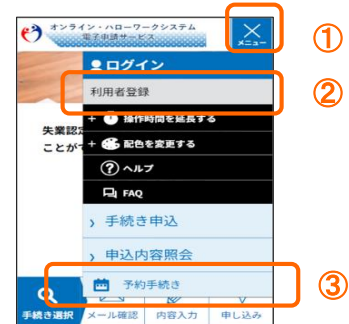 オンライン・ハローワークシステム
電子申請サービス
メニュー
①
ログイン
利用者登録
②
+ 操作時間を延長する
+ 配色を変更する
失業認定
ことがで
? ヘルプ
FAQ
› 手続き申込
› 申込内容照会
予約手続き
③
手続き選択
メール確認
内容入力
申し込み